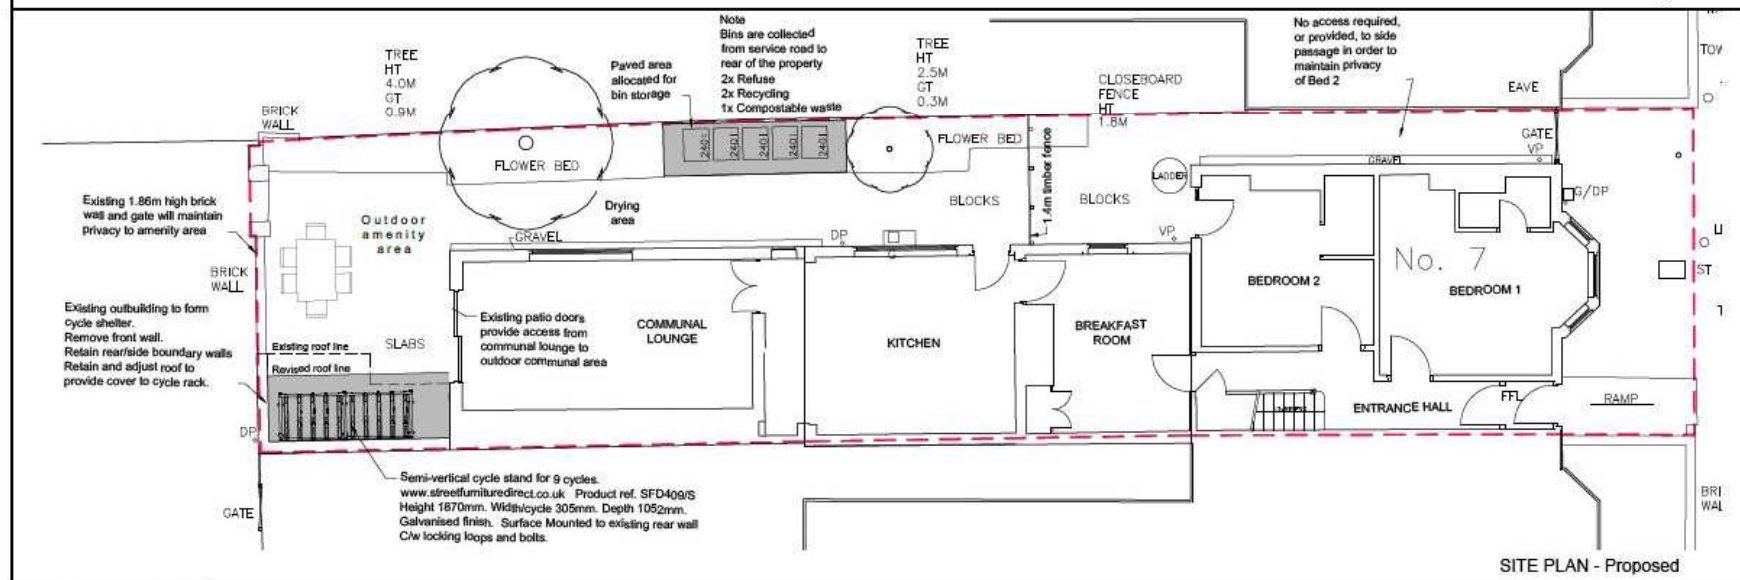 Note
Bins are collected
from service road to
rear of the property
2x Refuse
2x Recycling
1x Compostable waste
No access required,
or provided, to side
passage in order to
maintain privacy
of Bed 2
TREE
HT
4.0M
GT
0.9M
Paved area
allocated for
bin storage
TREE
HT
2.5M
GT
0.3M
CLOSEBOARD
FENCE
HT
1.8M
EAVE
BRICK
WALL
240 l
240 l
240 l
240 l
240 l
FLOWER BED
FLOWER BED
1.4m timber fence
GATE
VP
GRAVEL
LADDER
G/DP
Existing 1.86m high brick
wall and gate will maintain
privacy to amenity area
Outdoor
amenity
area
Drying
area
BLOCKS
BLOCKS
GRAVEL
DP
VP
No. 7
BRICK
WALL
BEDROOM 2
BEDROOM 1
ST
Existing outbuilding to form
cycle shelter.
Remove front wall.
Retain rear/side boundary walls
Retain and adjust roof to
provide cover to cycle rack.
Existing patio doors
provide access from
communal lounge to
outdoor communal area
COMMUNAL
LOUNGE
KITCHEN
BREAKFAST
ROOM
SLABS
Existing roof line
Revised roof line
ENTRANCE HALL
FFL
RAMP
DP
Semi-vertical cycle stand for 9 cycles.
www.streetfurnituredirect.co.uk Product ref. SFD409/S
Height 1870mm. Width/cycle 305mm. Depth 1052mm.
Galvanised finish. Surface Mounted to existing rear wall
C/w locking loops and bolts.
GATE
BRI
WAL
SITE PLAN - Proposed